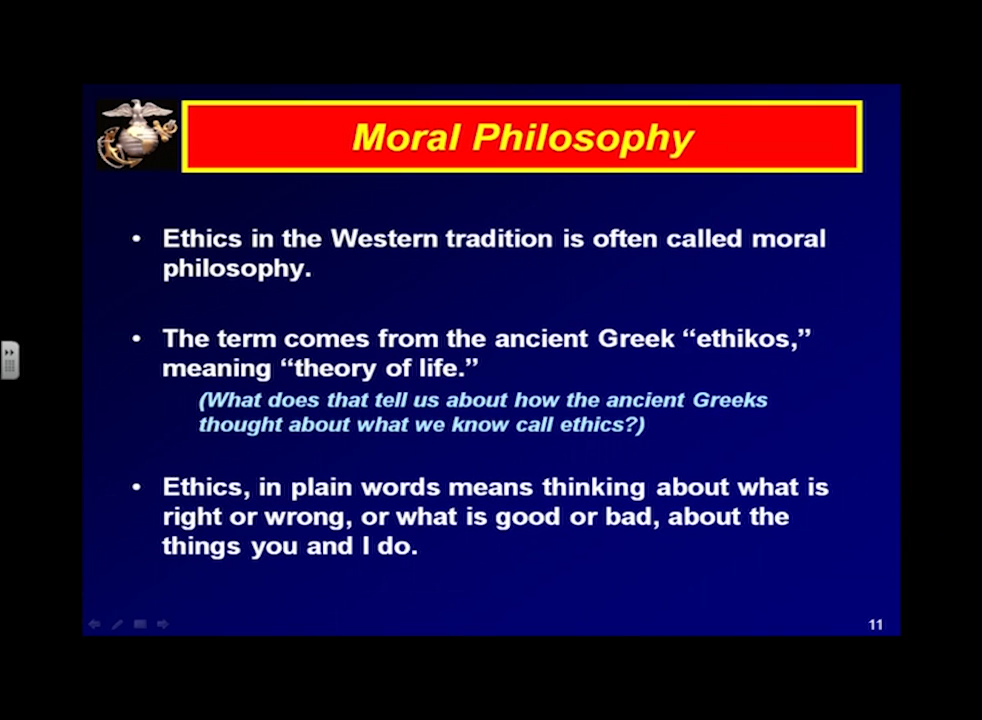 Moral Philosophy
• Ethics in the Western tradition is often called moral
philosophy.
• The term comes from the ancient Greek “ethikos,”
meaning “theory of life.”
(What does that tell us about how the ancient Greeks
thought about what we know call ethics?)
• Ethics, in plain words means thinking about what is
right or wrong, or what is good or bad, about the
things you and I do.
11